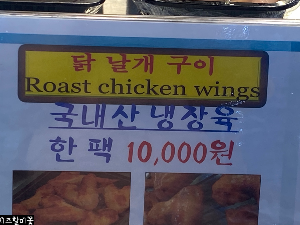 닭 날개 구이
Roast chicken wings
국내산 냉장육
한 팩 10,000원